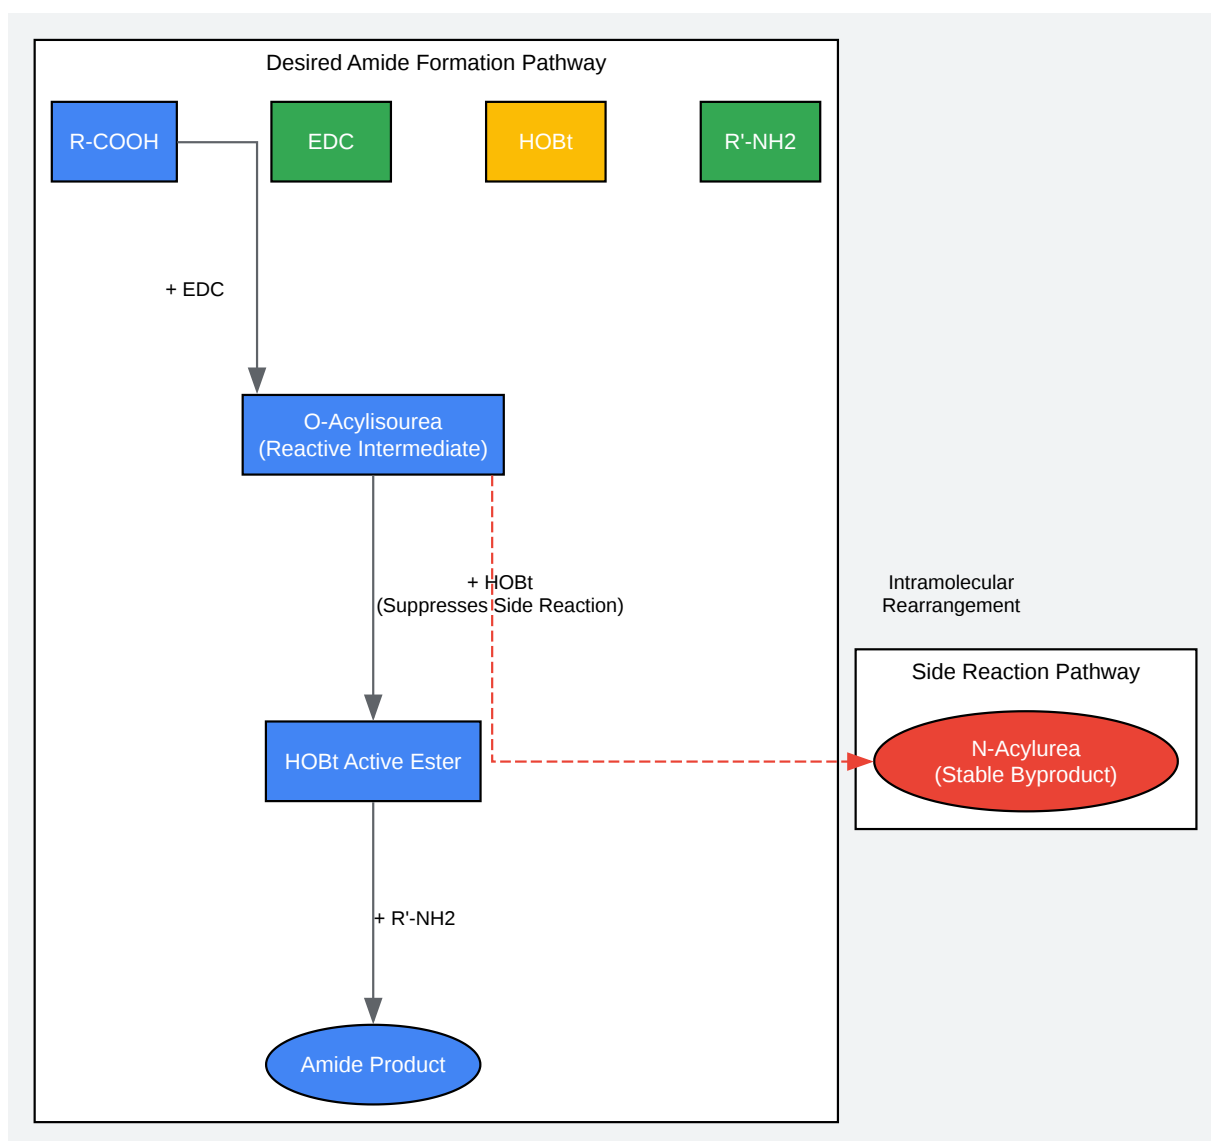 Desired Amide Formation Pathway
R-COOH
EDC
HOBt
R'-NH2
+ EDC
O-Acylisourea
(Reactive Intermediate)
+ HOBt
(Suppresses Side Reaction)
Intramolecular
Rearrangement
Side Reaction Pathway
HOBt Active Ester
N-Acylurea
(Stable Byproduct)
+ R'-NH2
Amide Product